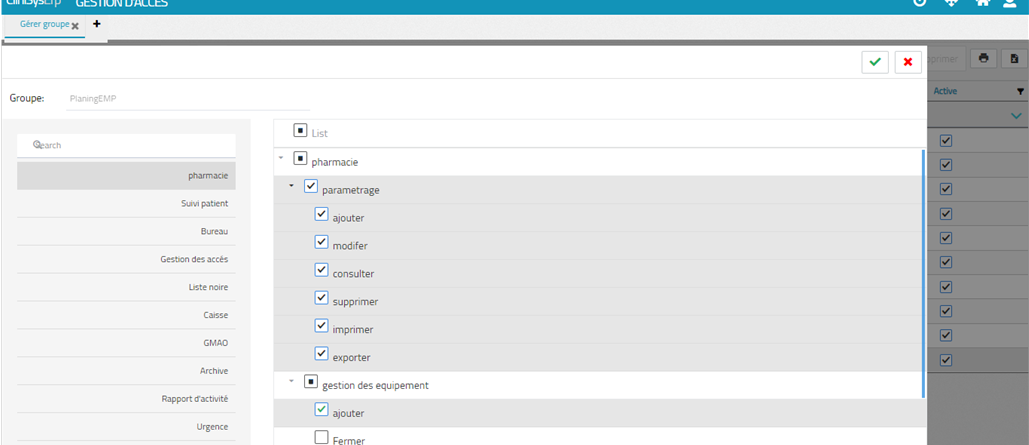 CliniSysErp GESTION D'ACCÈS
Gérer groupe
Groupe: PlaningEMP
Active
List
Search
pharmacie
pharmacie
parametrage
Suivi patient
ajouter
Bureau
modifer
Gestion des accès
consulter
Liste noire
supprimer
Caisse
imprimer
GMAO
exporter
Archive
gestion des equipement
Rapport d'activité
ajouter
Urgence
Fermer